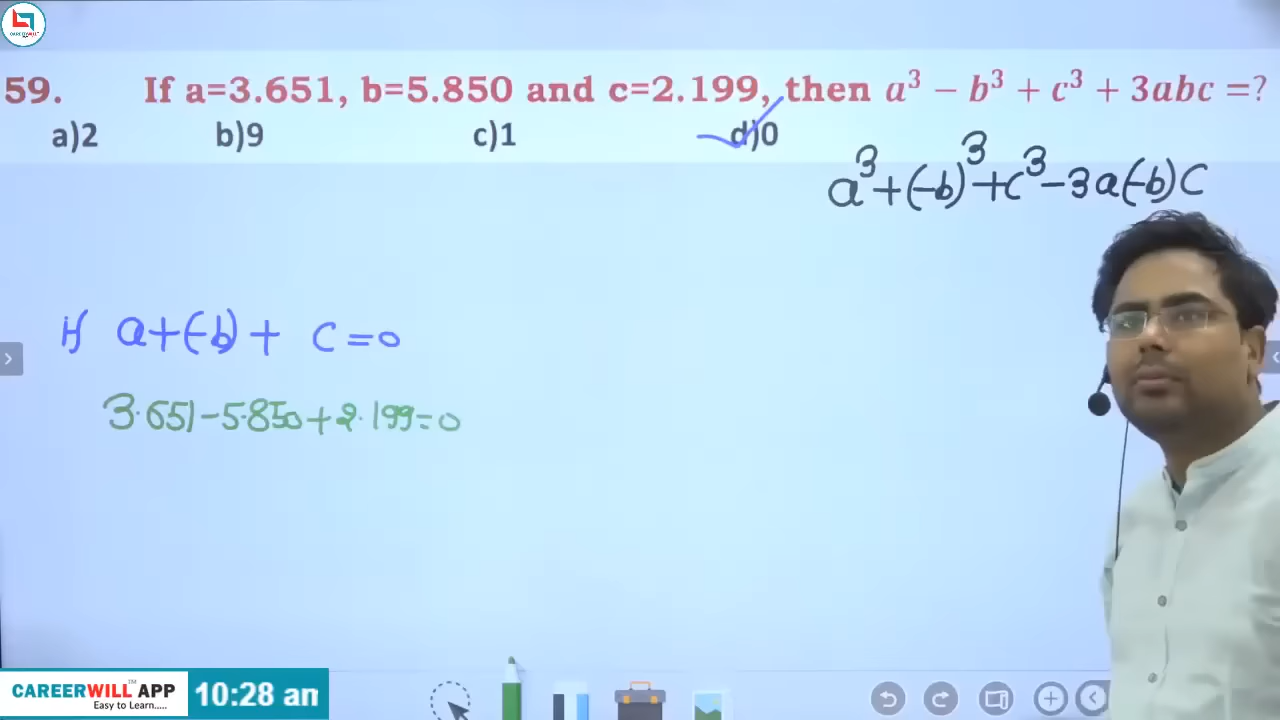 CAREERWILL
59. If a=3.651, b=5.850 and c=2.199, then a³ − b³ + c³ + 3abc =?
a)2 b)9 c)1 d)0
a³+(-b)³+c³-3a(-b)c
if a+(-b)+ c=0
3.651-5.850+2.199=0
CAREERWILL™ APP
Easy to Learn.....
10:28 am